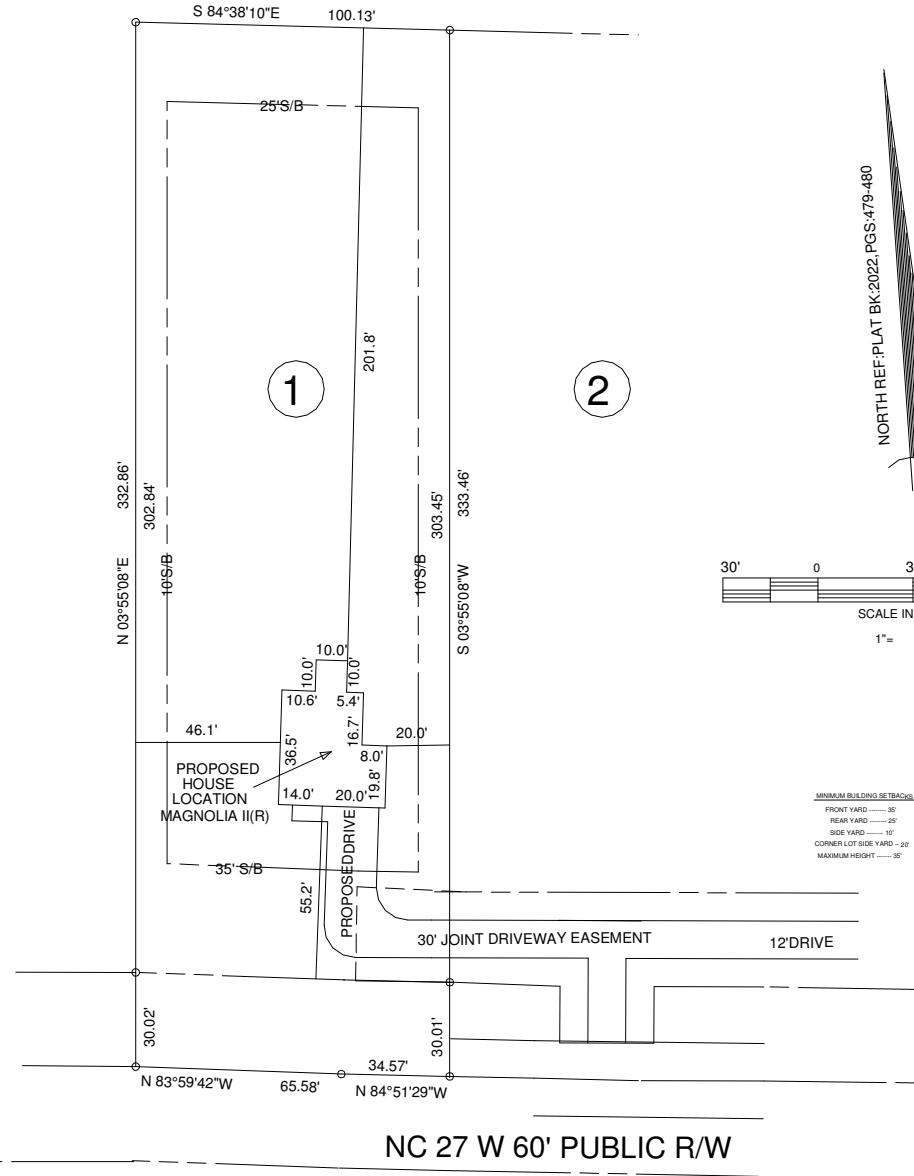 S 84°38'10"E
100.13'
25'S/B
NORTH REF:PLAT BK:2022,PGS:479-480
201.8'
1
2
332.86'
302.84'
303.45'
333.46'
N 03°55'08"E
10'S/B
10'S/B
S 03°55'08"W
30'
0
3
SCALE IN
1"=
10.0'
10.0'
10.0'
10.6'
5.4'
46.1'
36.5'
16.7'
20.0'
8.0'
19.8'
PROPOSED
HOUSE
LOCATION
MAGNOLIA II(R)
14.0'
20.0'
MINIMUM BUILDING SETBACKS
FRONT YARD -------- 35'
REAR YARD ------- 25'
SIDE YARD ------- 10'
CORNER LOT SIDE YARD -- 20'
MAXIMUM HEIGHT ------- 35'
35' S/B
PROPOSEDDRIVE
55.2'
30' JOINT DRIVEWAY EASEMENT
12'DRIVE
30.02'
30.01'
34.57'
N 83°59'42"W
65.58'
N 84°51'29"W
NC 27 W 60' PUBLIC R/W